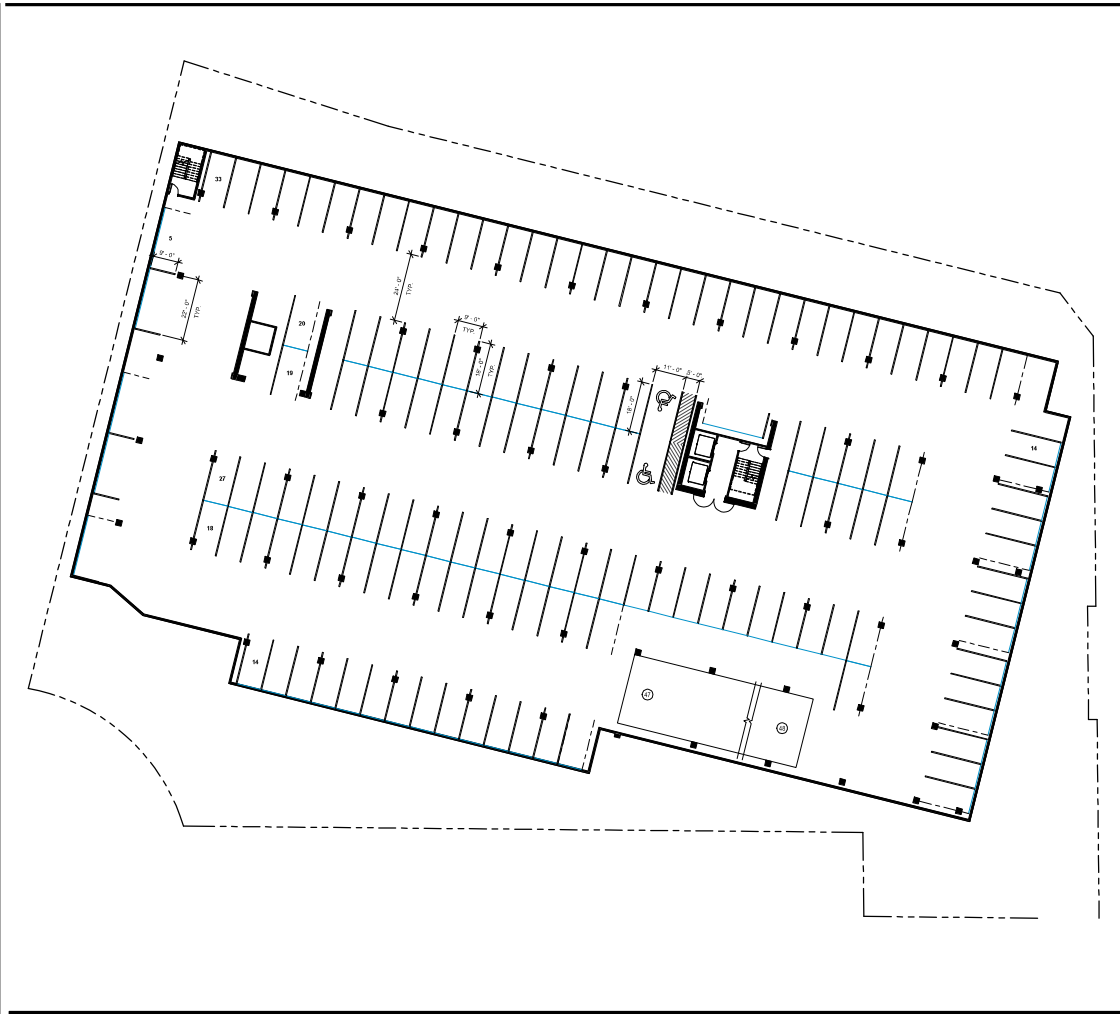 33
5
9' - 0"
22' - 0"
TYP.
24' - 0"
TYP.
20
19
9' - 0"
TYP.
18' - 0"
TYP.
11' - 0"
5' - 0"
18' - 0"
14
27
18
14
47
48